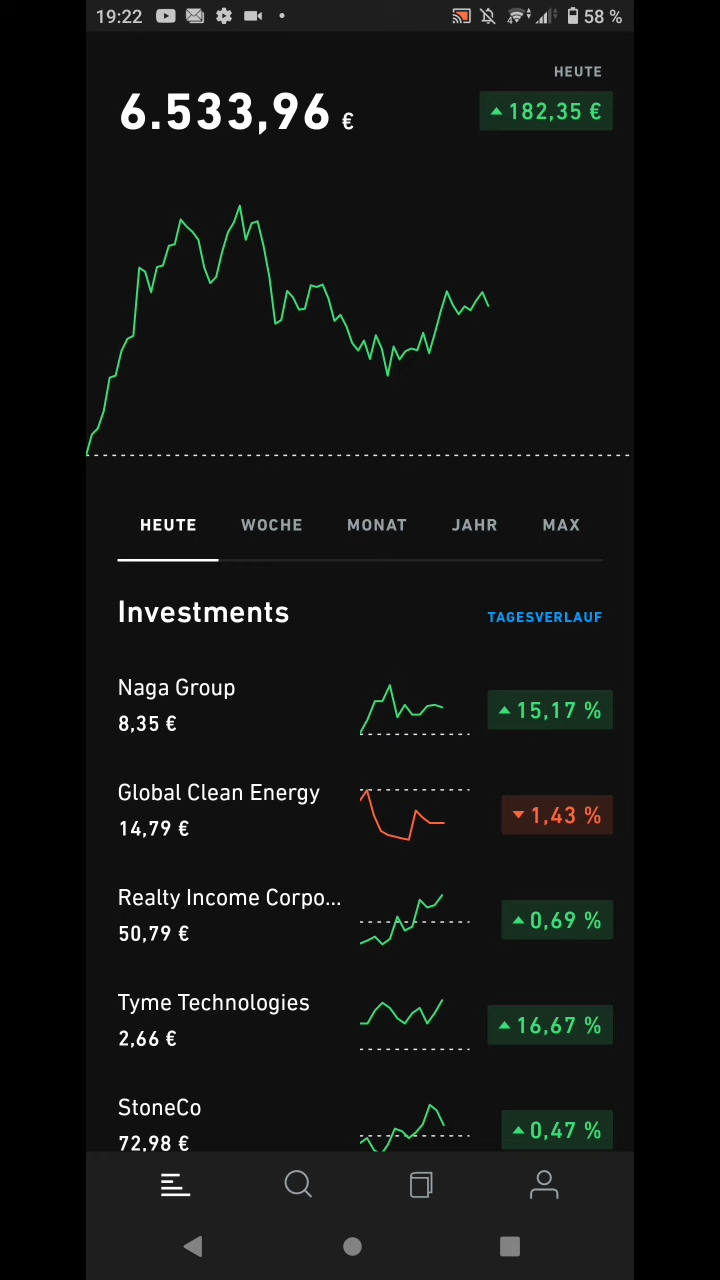 19:22 58 %
HEUTE
6.533,96 €
182,35 €
HEUTE WOCHE MONAT JAHR MAX
Investments TAGESVERLAUF
Naga Group
8,35 €
15,17 %
Global Clean Energy
14,79 €
1,43 %
Realty Income Corpo...
50,79 €
0,69 %
Tyme Technologies
2,66 €
16,67 %
StoneCo
72,98 €
0,47 %